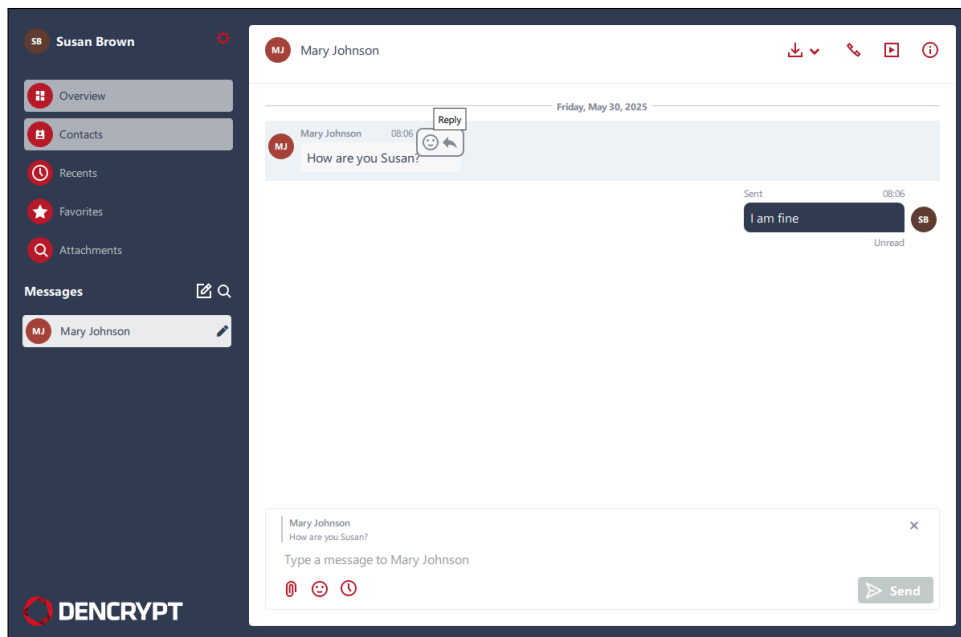 SB Susan Brown
Overview
Contacts
Recents
Favorites
Attachments
Messages
MJ Mary Johnson
DENCRYPT
MJ Mary Johnson
Friday, May 30, 2025
Reply
Mary Johnson 08:06
MJ
How are you Susan?
Sent 08:06
I am fine
SB
Unread
Mary Johnson
How are you Susan?
Type a message to Mary Johnson
Send